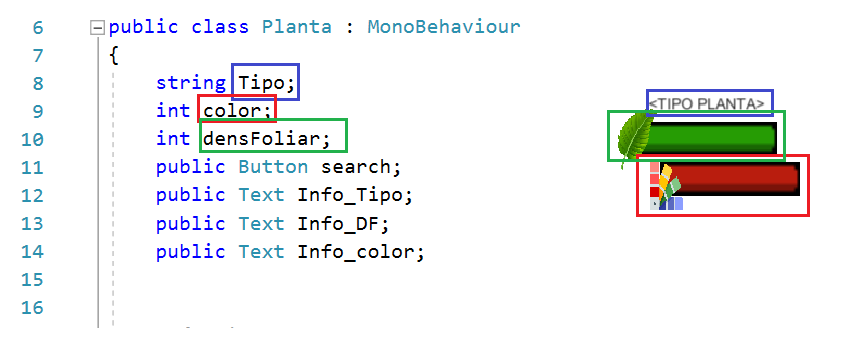 6 public class Planta : MonoBehaviour
7 {
8 string Tipo;
9 int color;
10 int densFoliar;
11 public Button search;
12 public Text Info_Tipo;
13 public Text Info_DF;
14 public Text Info_color;
15
16
<TIPO PLANTA>